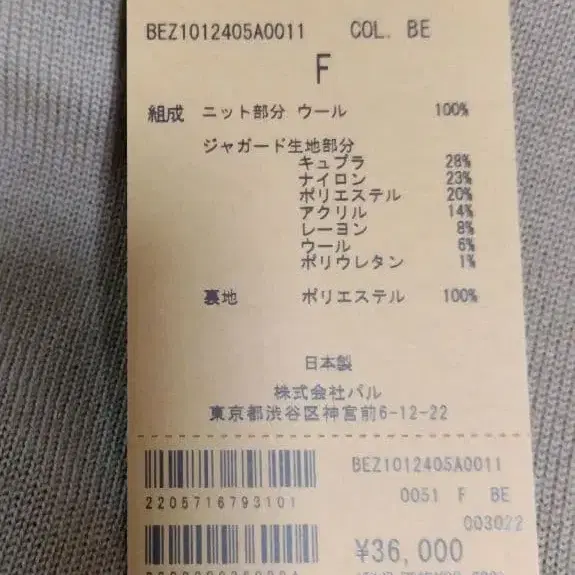 BEZ1012405A0011 COL. BE
F
組成 ニット部分 ウール 100%
ジャガード生地部分
キュプラ 28%
ナイロン 23%
ポリエステル 20%
アクリル 14%
レーヨン 8%
ウール 6%
ポリウレタン 1%
裏地 ポリエステル 100%
日本製
株式会社パル
東京都渋谷区神宮前6-12-22
BEZ1012405A0011
2205716793101
0051 F BE
003022
¥36,000